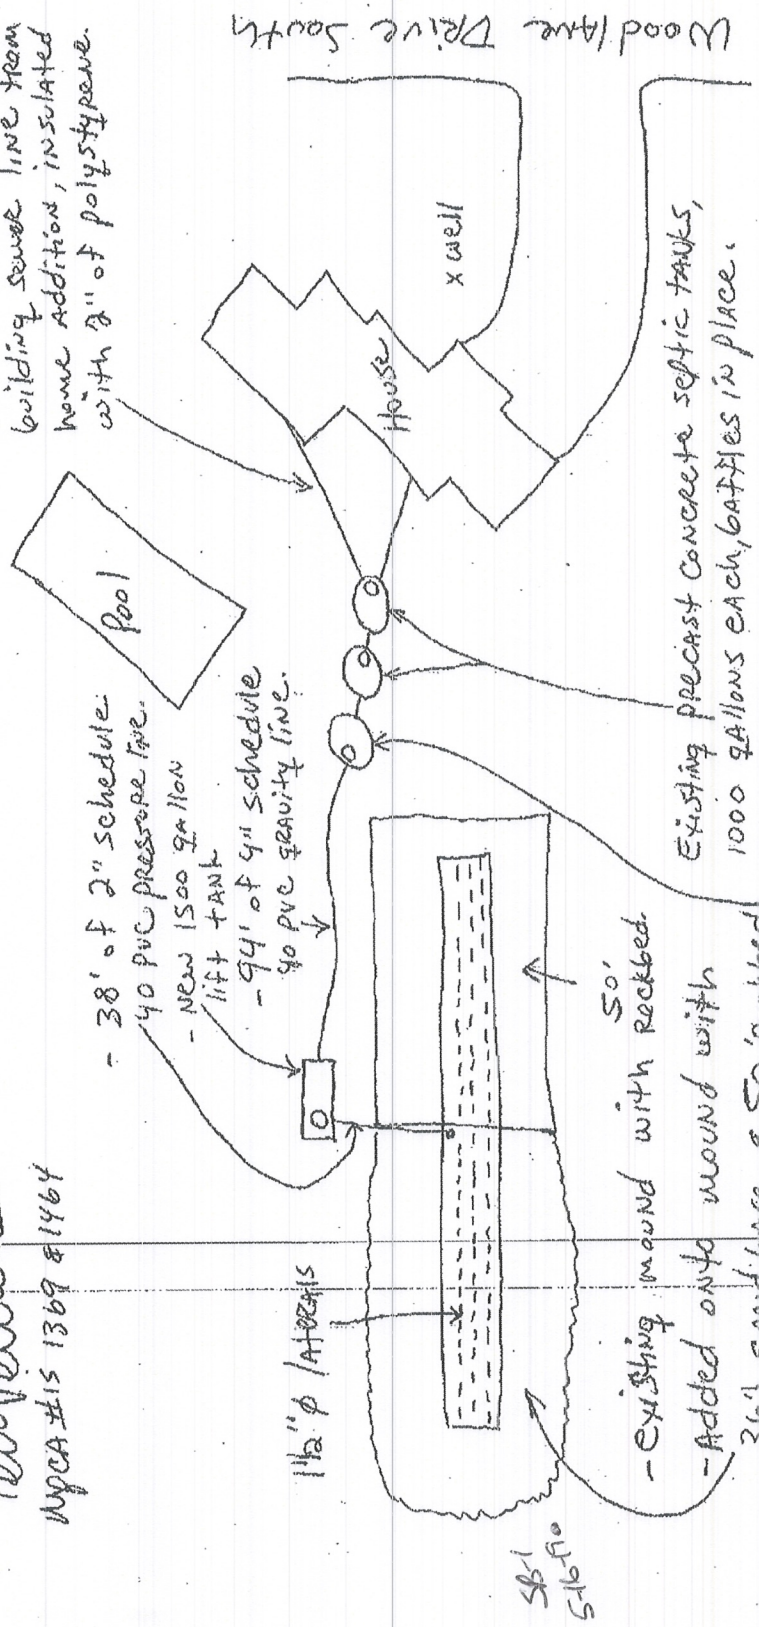 MPCA #'s 1369 & 1464
building sewer line from
home Addition, insulated
with 2" of polystyrene.
Woodlane Drive South
- 38' of 2" schedule
40 PVC pressure line.
- New 1500 gallon
lift tank
- 94' of 4" schedule
40 PVC gravity line.
Pool
House
x well
1½" ø laterals
Existing precast concrete septic tanks,
1000 gallons each, baffles in place.
- existing mound with 50' Rockbed.
- Added onto mound with
SB-1